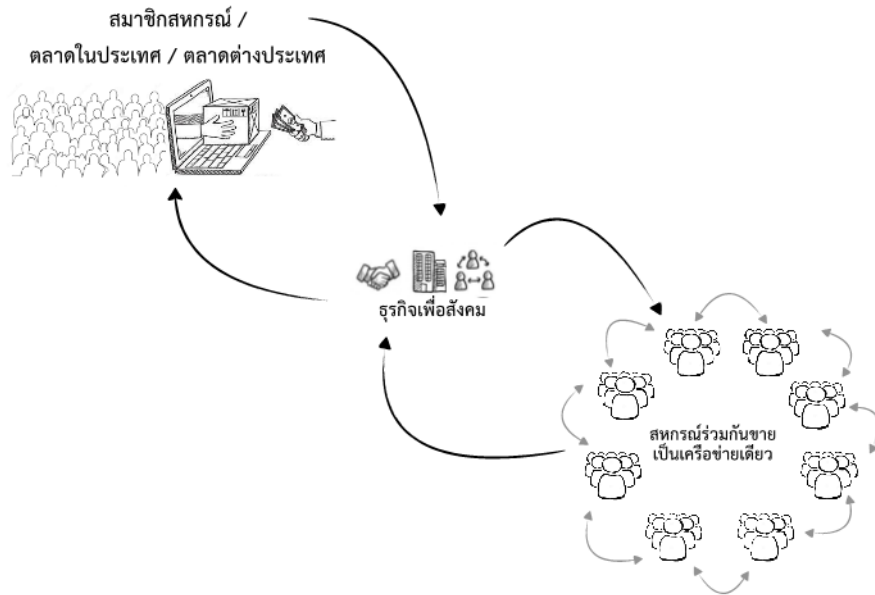 สมาชิกสหกรณ์ /
ตลาดในประเทศ / ตลาดต่างประเทศ
ธุรกิจเพื่อสังคม
สหกรณ์ร่วมกันขาย
เป็นเครือข่ายเดียว